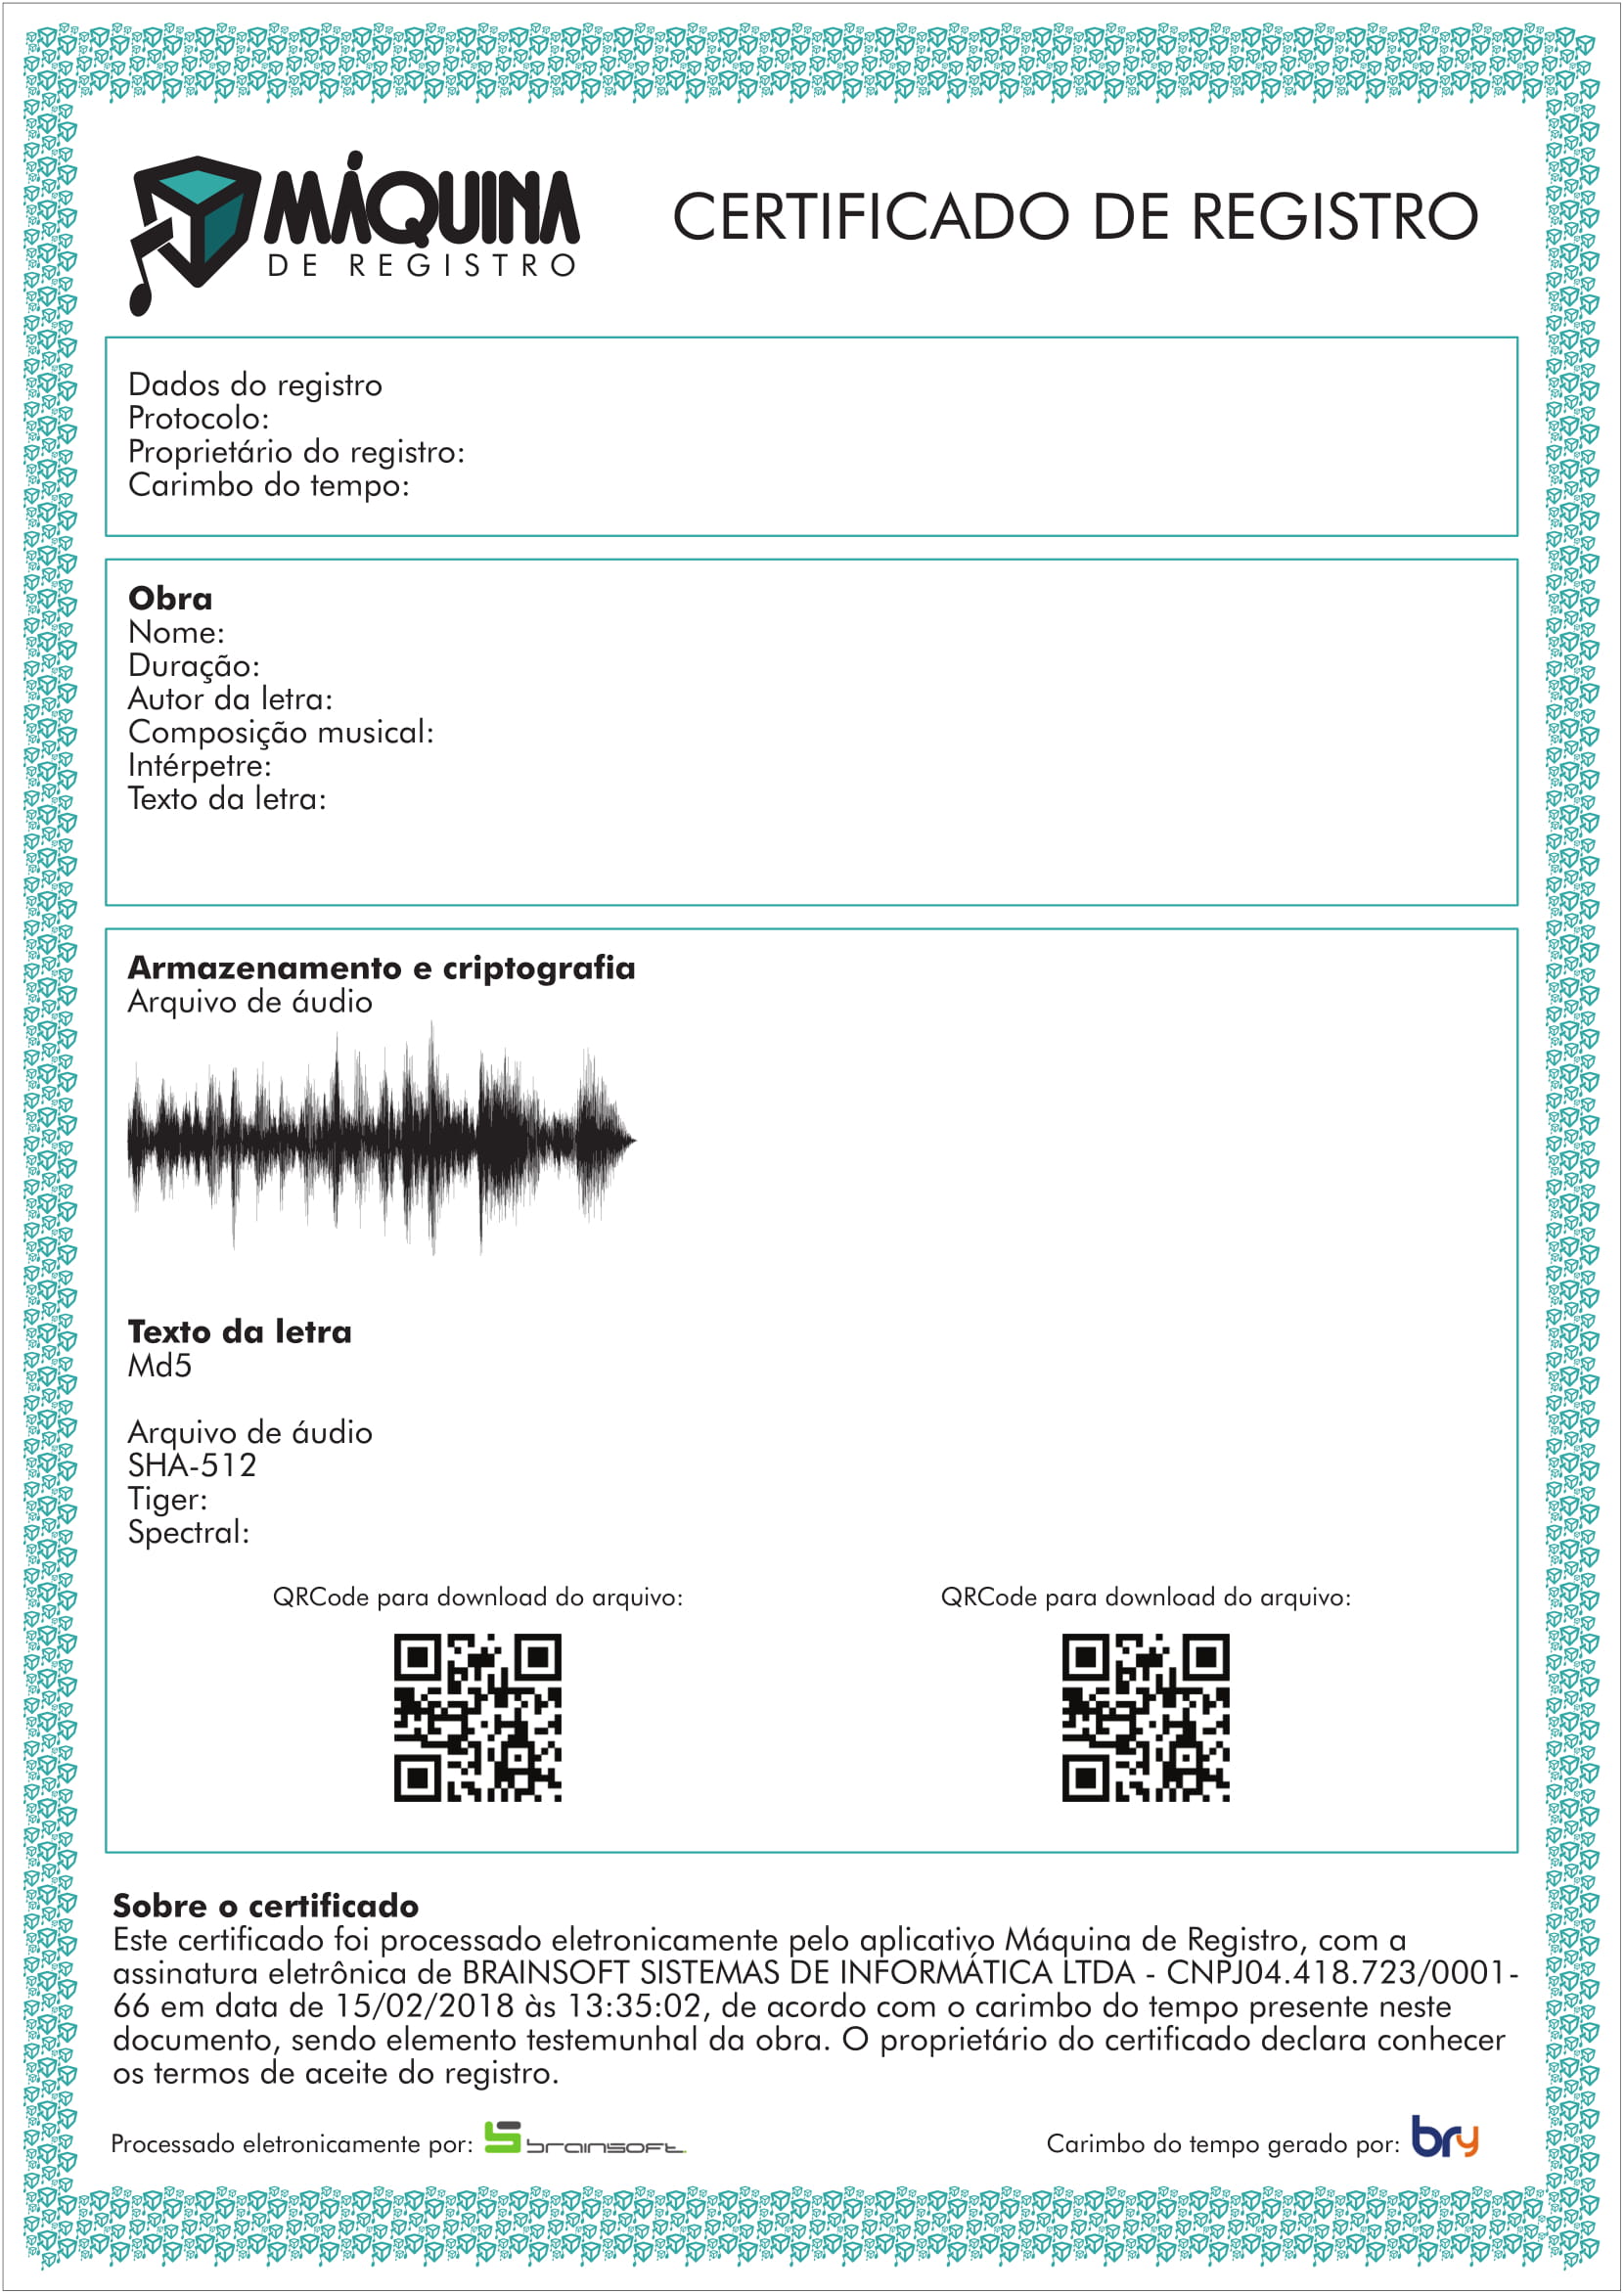 MÁQUINA
DE REGISTRO
CERTIFICADO DE REGISTRO
Dados do registro
Protocolo:
Proprietário do registro:
Carimbo do tempo:
Obra
Nome:
Duração:
Autor da letra:
Composição musical:
Intérpetre:
Texto da letra:
Armazenamento e criptografia
Arquivo de áudio
Texto da letra
Md5
Arquivo de áudio
SHA-512
Tiger:
Spectral:
QRCode para download do arquivo:
QRCode para download do arquivo:
Sobre o certificado
Este certificado foi processado eletronicamente pelo aplicativo Máquina de Registro, com a
assinatura eletrônica de BRAINSOFT SISTEMAS DE INFORMÁTICA LTDA - CNPJ04.418.723/0001-
66 em data de 15/02/2018 às 13:35:02, de acordo com o carimbo do tempo presente neste
documento, sendo elemento testemunhal da obra. O proprietário do certificado declara conhecer
os termos de aceite do registro.
Processado eletronicamente por: brainsoft
Carimbo do tempo gerado por: bry